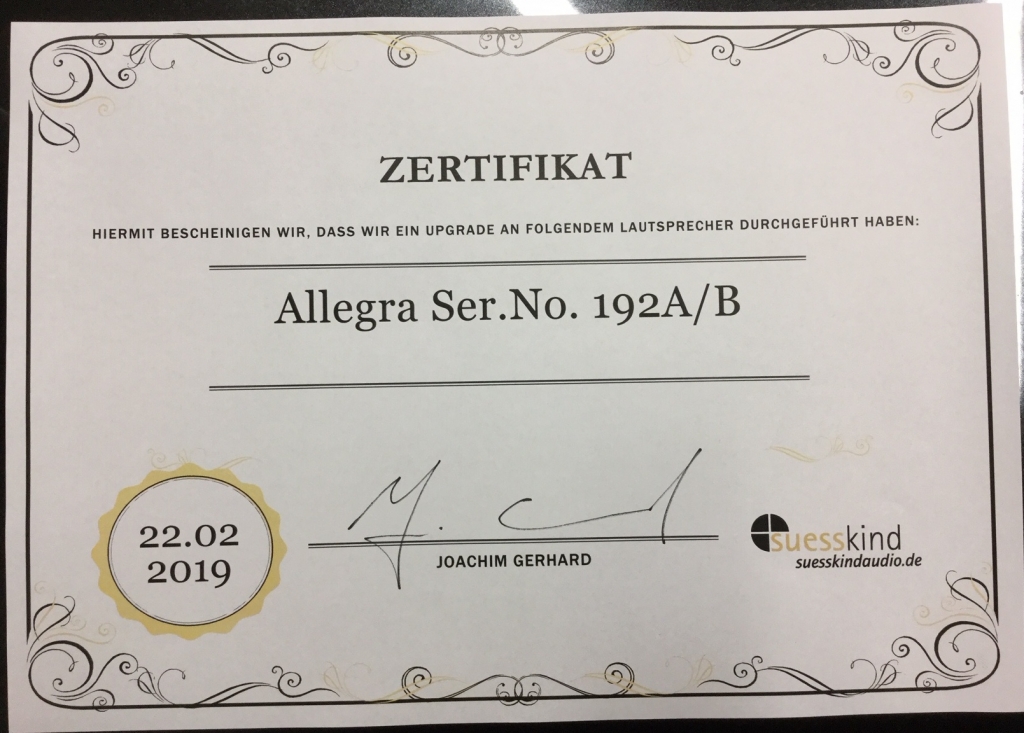 ZERTIFIKAT
HIERMIT BESCHEINIGEN WIR, DASS WIR EIN UPGRADE AN FOLGENDEM LAUTSPRECHER DURCHGEFÜHRT HABEN:
Allegra Ser.No. 192A/B
22.02
2019
JOACHIM GERHARD
suesskind
suesskindaudio.de